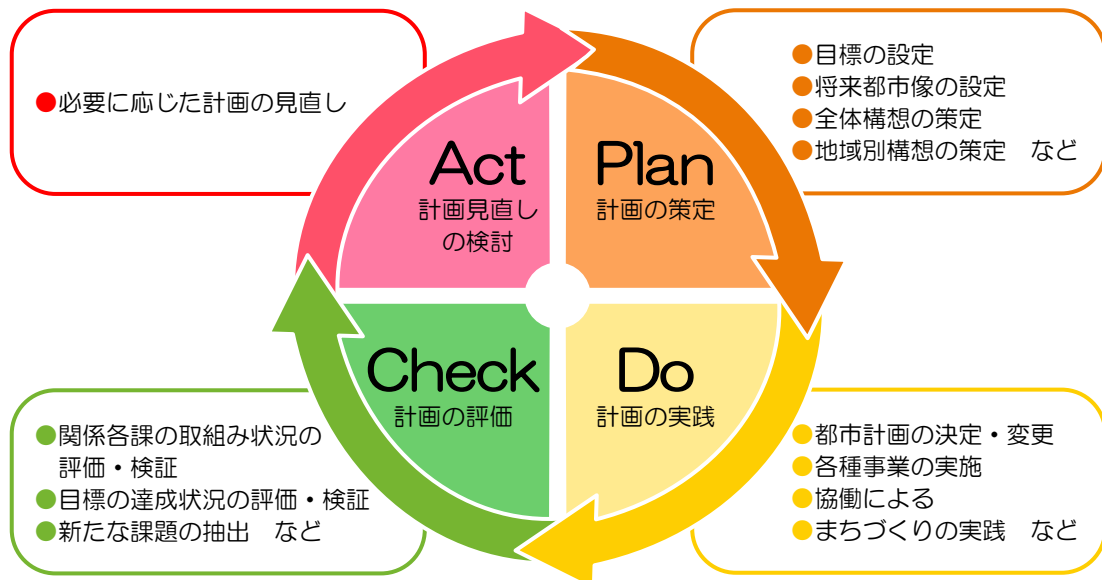 ●必要に応じた計画の見直し
●目標の設定
●将来都市像の設定
●全体構想の策定
●地域別構想の策定　など
Act
計画見直し
の検討
Plan
計画の策定
Check
計画の評価
Do
計画の実践
●関係各課の取組み状況の
評価・検証
●目標の達成状況の評価・検証
●新たな課題の抽出　など
●都市計画の決定・変更
●各種事業の実施
●協働による
●まちづくりの実践　など